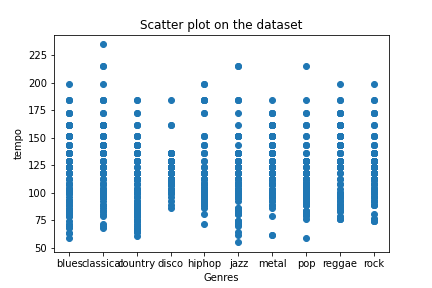 Scatter plot on the dataset
225
200
175
150
125
100
75
50
tempo
blues classical country disco hiphop jazz metal pop reggae rock
Genres